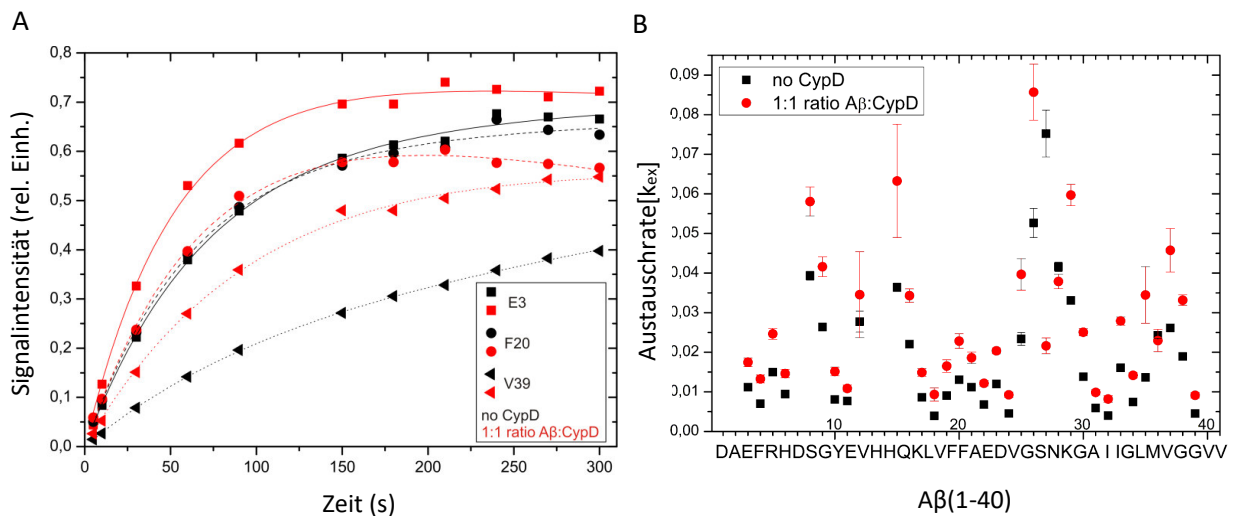 A
Signalintensität (rel. Einh.)
0,8
0,7
0,6
0,5
0,4
0,3
0,2
0,1
0,0
0
50
100
150
200
250
300
Zeit (s)
E3
F20
V39
no CypD
1:1 ratio Aβ:CypD
B
Austauschrate[kex]
0,09
0,08
0,07
0,06
0,05
0,04
0,03
0,02
0,01
0,00
no CypD
1:1 ratio Aβ:CypD
10
20
30
40
DAEFRHDSGYEVHHQKLVFFAEDVGSNKGA I IGLMVGGVV
Aβ(1-40)